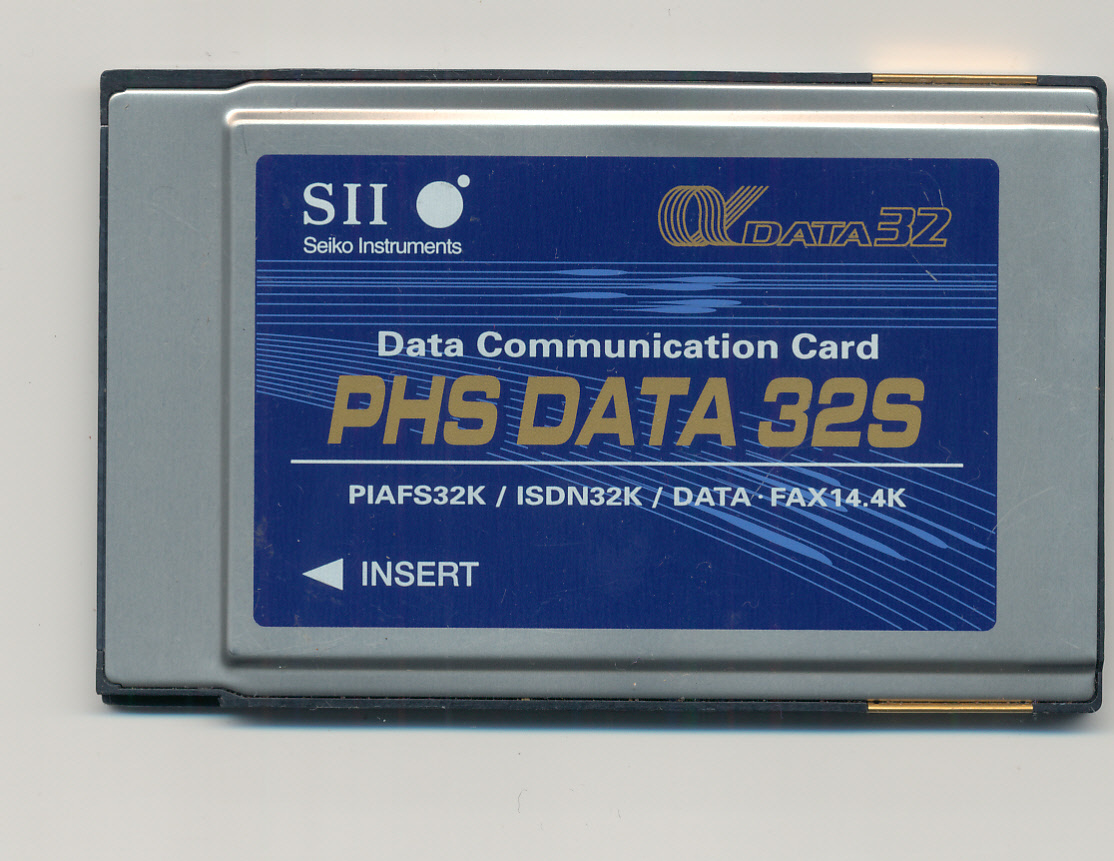 SII
Seiko Instruments
α DATA32
Data Communication Card
PHS DATA 32S
PIAFS32K / ISDN32K / DATA·FAX14.4K
◀ INSERT